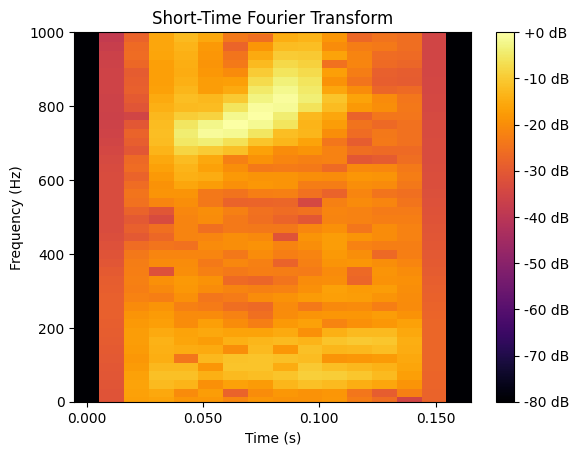 Short-Time Fourier Transform
1000
800
600
400
200
0
Frequency (Hz)
0.000
0.050
0.100
0.150
Time (s)
+0 dB
-10 dB
-20 dB
-30 dB
-40 dB
-50 dB
-60 dB
-70 dB
-80 dB